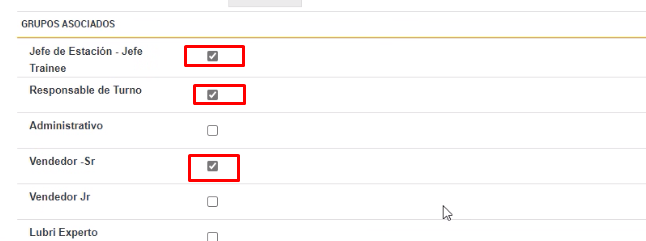 GRUPOS ASOCIADOS
Jefe de Estación - Jefe
Trainee
Responsable de Turno
Administrativo
Vendedor -Sr
Vendedor Jr
Lubri Experto